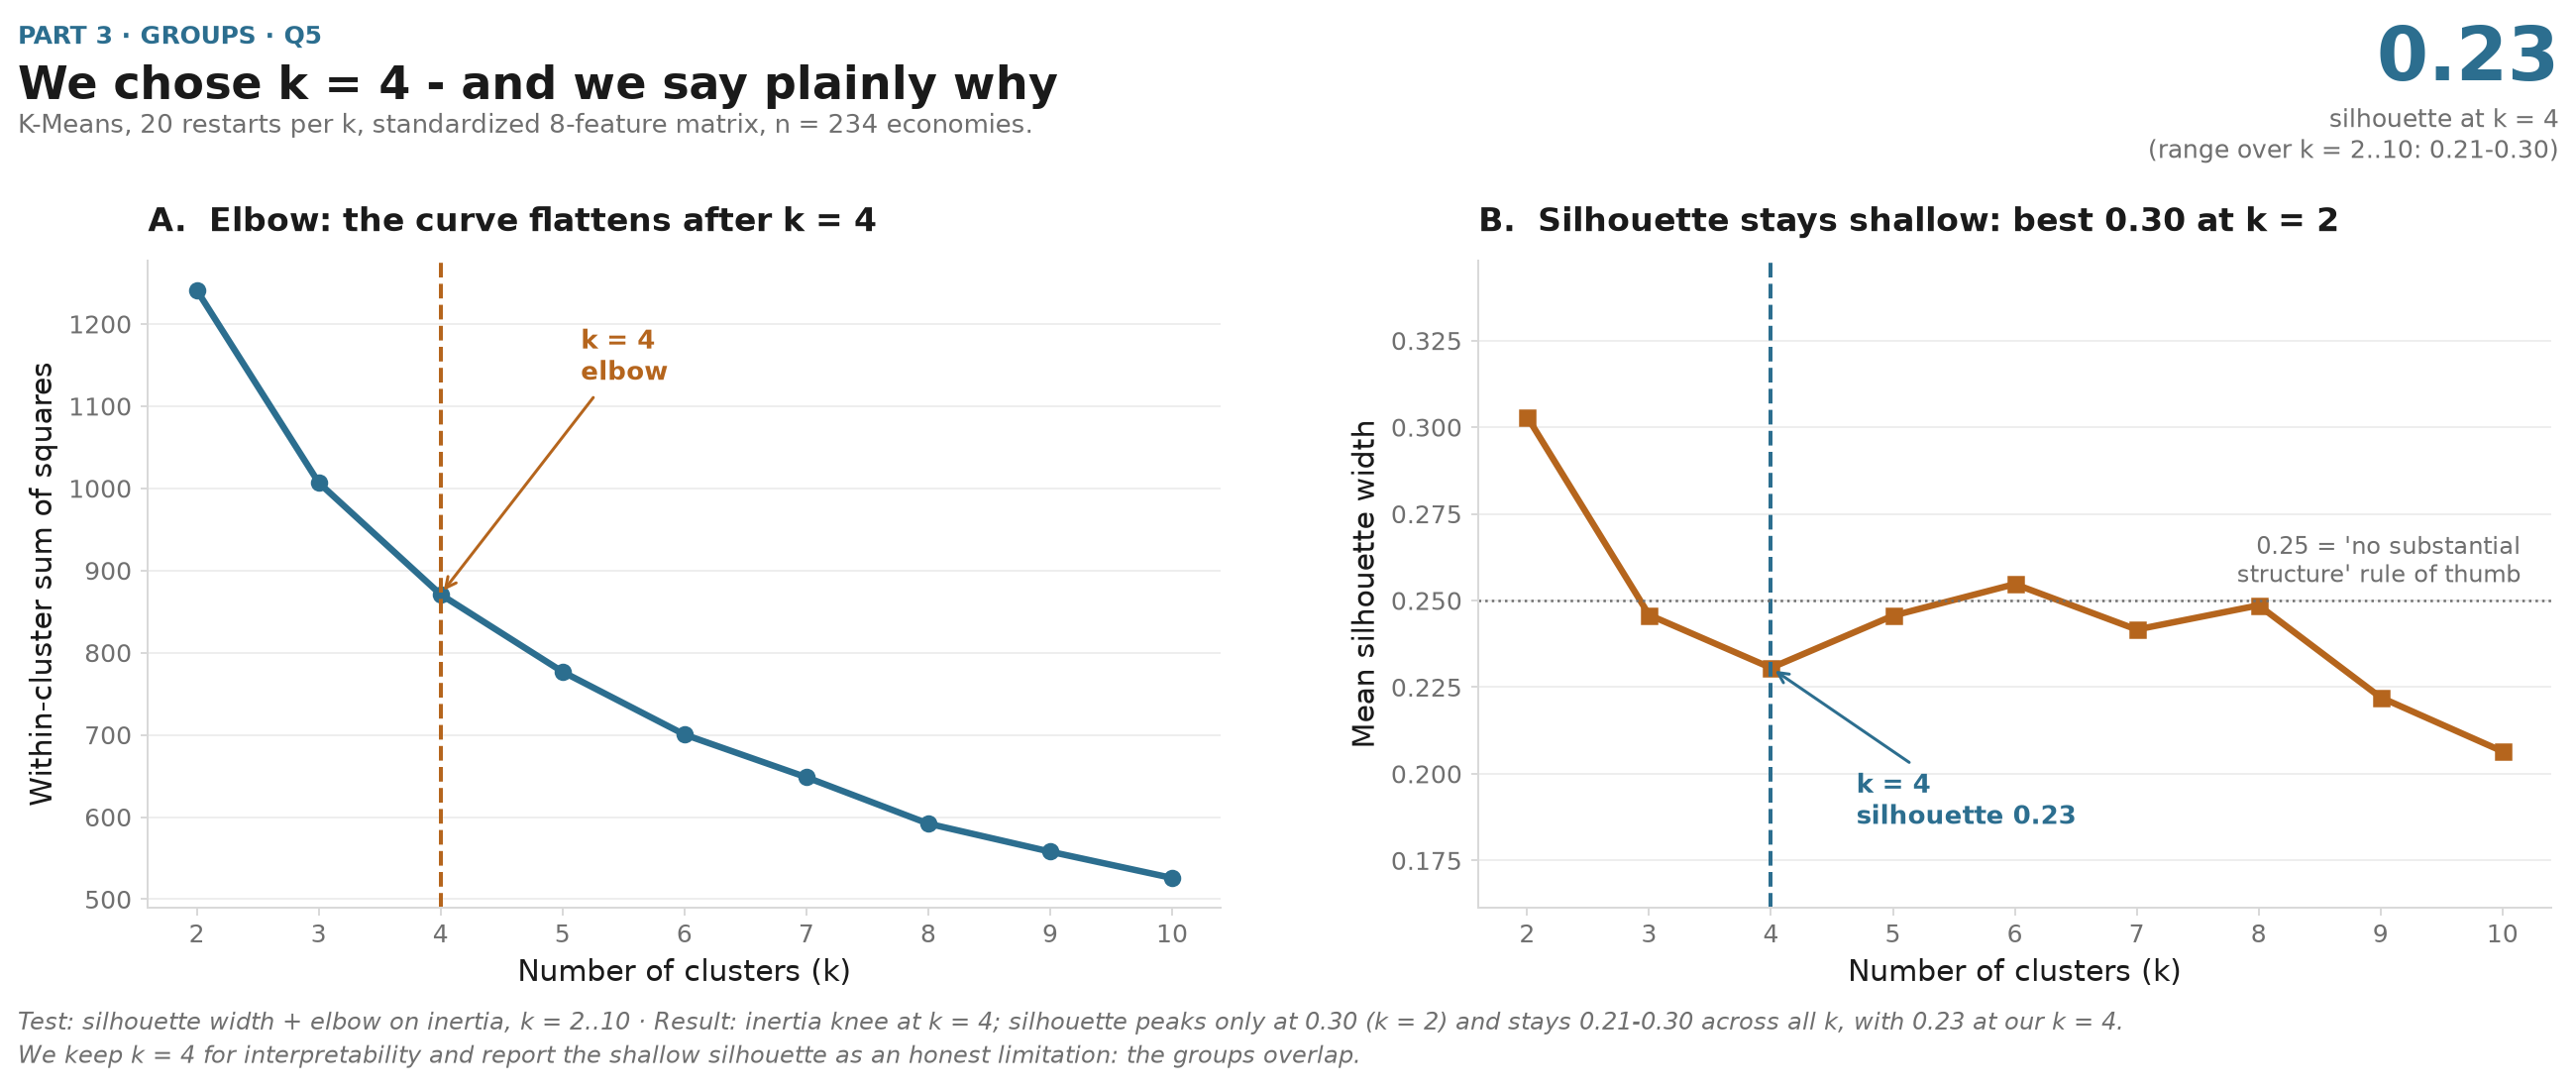 PART 3 · GROUPS · Q5
We chose k = 4 - and we say plainly why
K-Means, 20 restarts per k, standardized 8-feature matrix, n = 234 economies.
0.23
silhouette at k = 4
(range over k = 2..10: 0.21-0.30)
A. Elbow: the curve flattens after k = 4
Within-cluster sum of squares
1200
1100
1000
900
800
700
600
500
k = 4
elbow
2 3 4 5 6 7 8 9 10
Number of clusters (k)
B. Silhouette stays shallow: best 0.30 at k = 2
Mean silhouette width
0.325
0.300
0.275
0.250
0.225
0.200
0.175
0.25 = 'no substantial
structure' rule of thumb
k = 4
silhouette 0.23
2 3 4 5 6 7 8 9 10
Number of clusters (k)
Test: silhouette width + elbow on inertia, k = 2..10 · Result: inertia knee at k = 4; silhouette peaks only at 0.30 (k = 2) and stays 0.21-0.30 across all k, with 0.23 at our k = 4.
We keep k = 4 for interpretability and report the shallow silhouette as an honest limitation: the groups overlap.